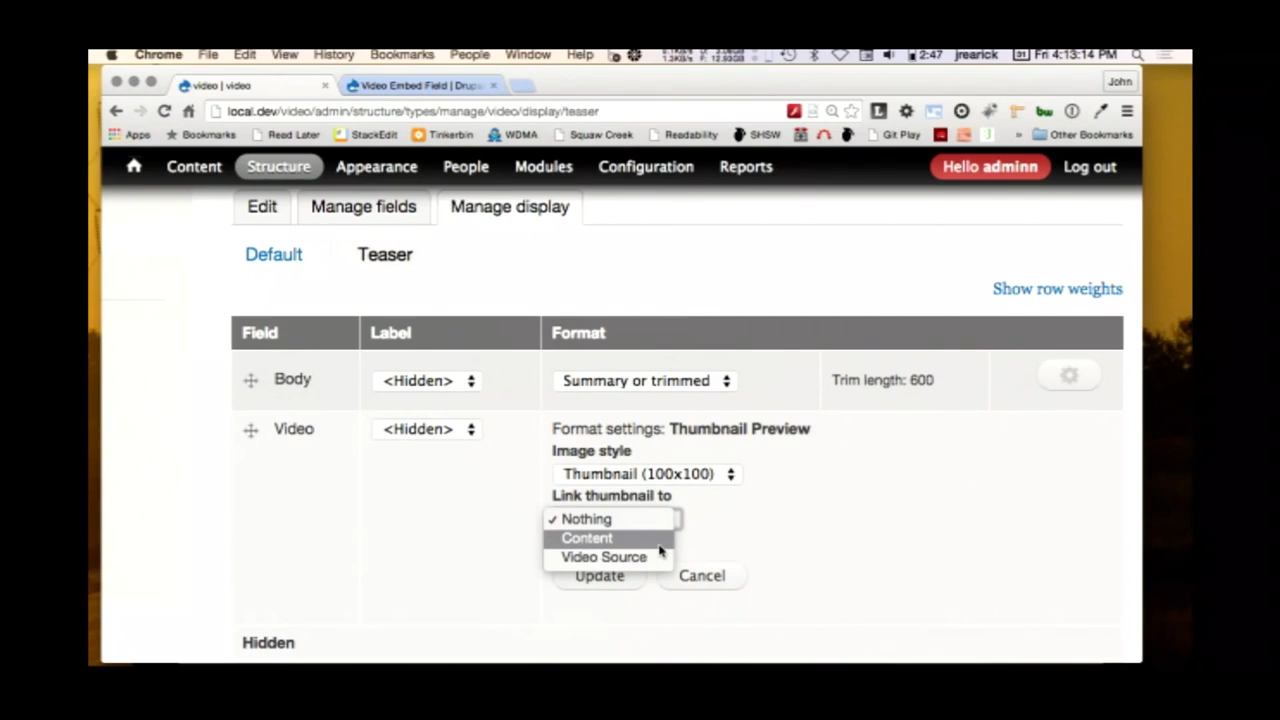 Chrome File Edit View History Bookmarks People Window Help 2:47 jrearick Fri 4:13:14 PM
video | video Video Embed Field | Drup John
local.dev/video/admin/structure/types/manage/video/display/teaser
Apps Bookmarks Read Later StackEdit Tinkerbin WDMA Squaw Creek Readability SHSW Git Play » Other Bookmarks
Content Structure Appearance People Modules Configuration Reports Hello adminn Log out
Edit Manage fields Manage display
Default Teaser
Show row weights
Field Label Format
Body <Hidden> Summary or trimmed Trim length: 600
Video <Hidden> Format settings: Thumbnail Preview
Image style
Thumbnail (100x100)
Link thumbnail to
✓ Nothing
Content
Video Source
Update Cancel
Hidden